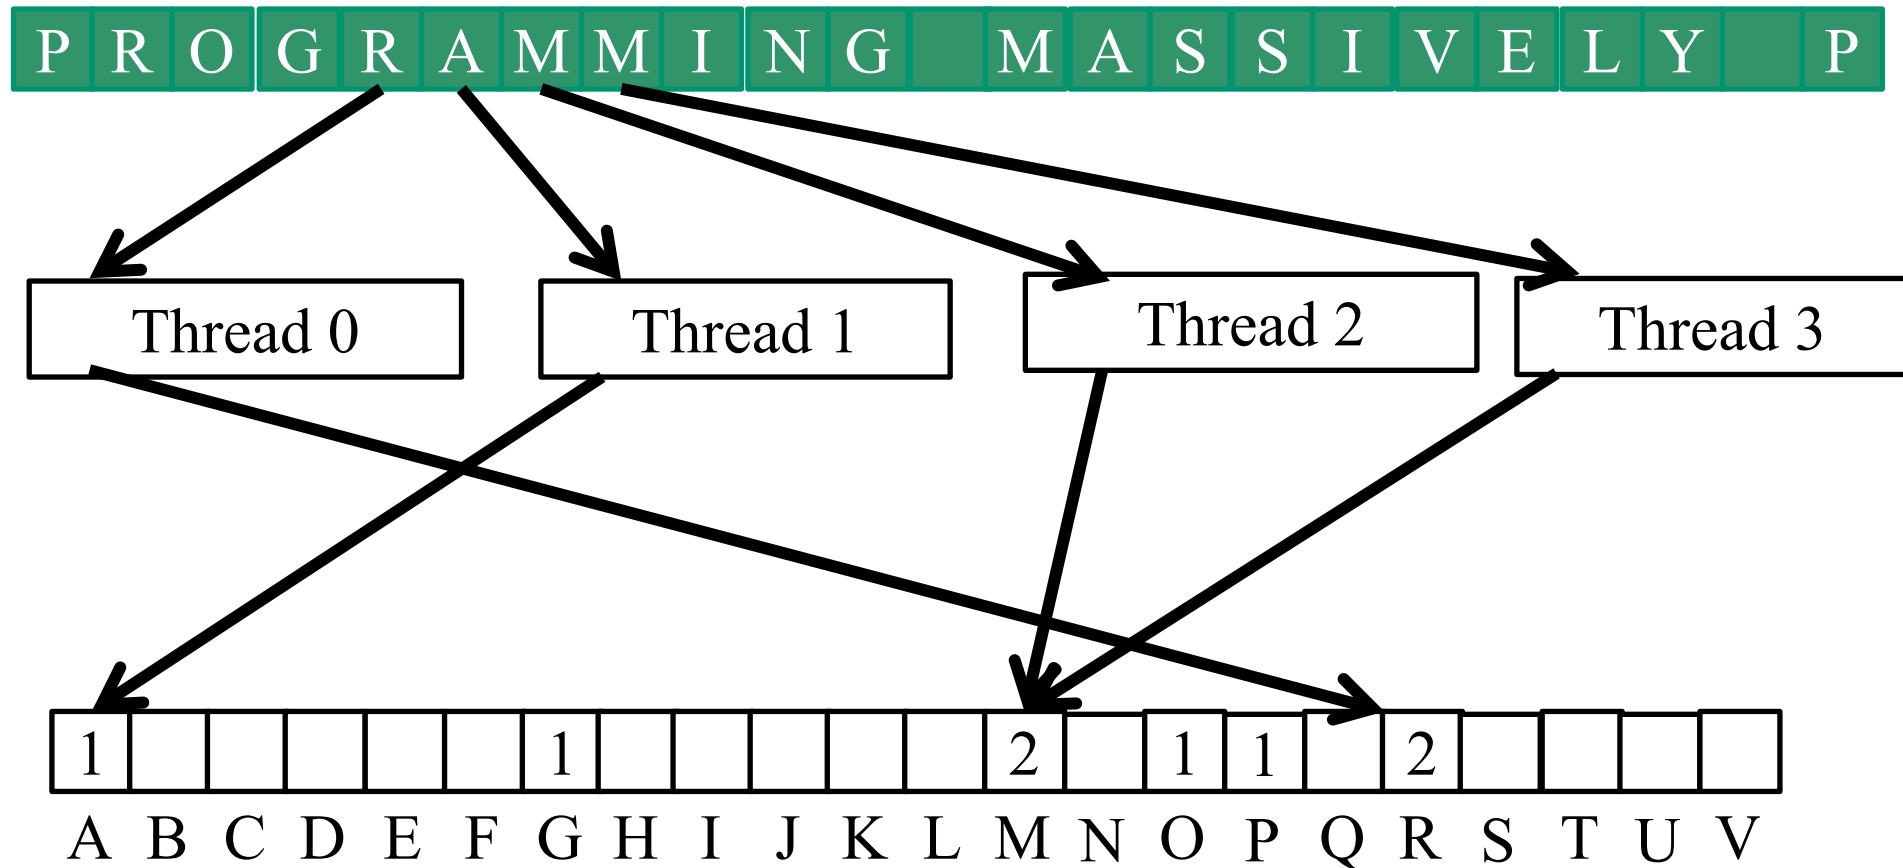 P R O G R A M M I N G M A S S I V E L Y P
Thread 0 Thread 1 Thread 2 Thread 3
1 1 2 1 1 2
A B C D E F G H I J K L M N O P Q R S T U V